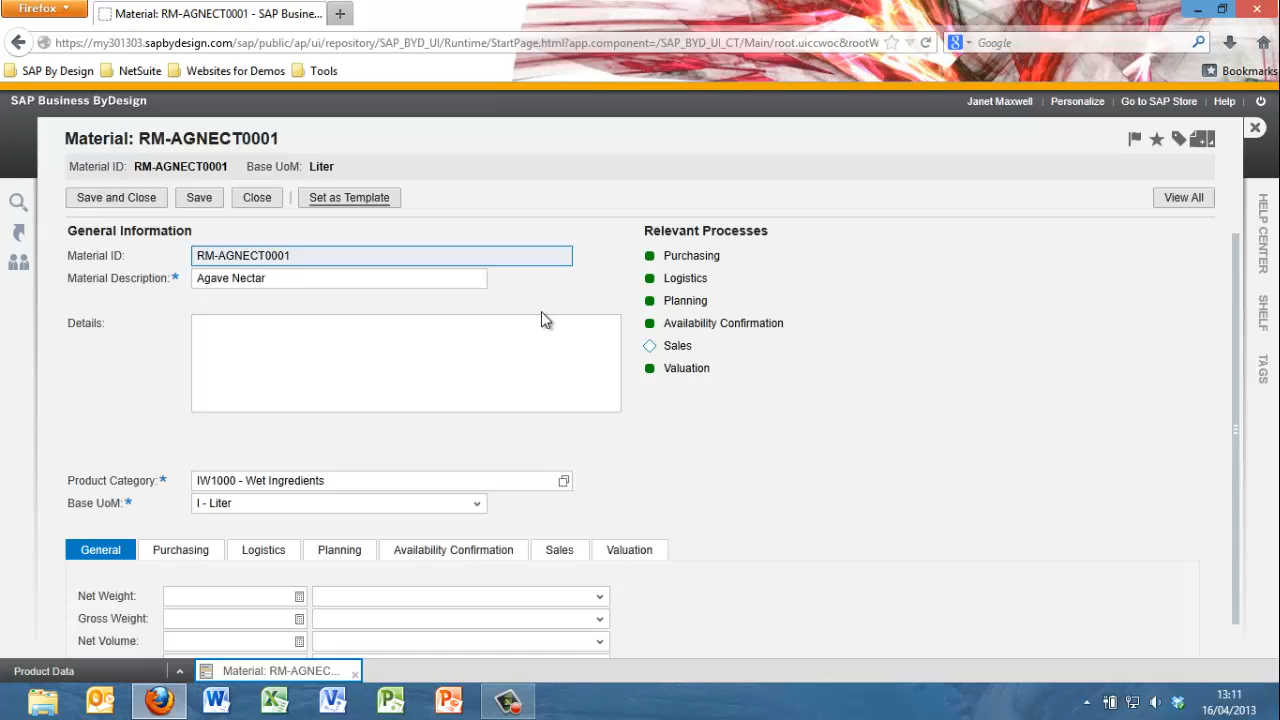 Firefox
Material: RM-AGNECT0001 - SAP Busine...
https://my301303.sapbydesign.com/sap/public/ap/ui/repository/SAP_BYD_UI/Runtime/StartPage.html?app.component=/SAP_BYD_UI_CT/Main/root.uiccwoc&rootW
Google
SAP By Design NetSuite Websites for Demos Tools Bookmarks
SAP Business ByDesign Janet Maxwell Personalize Go to SAP Store Help
Material: RM-AGNECT0001
Material ID: RM-AGNECT0001 Base UoM: Liter
Save and Close Save Close Set as Template View All
General Information
Material ID: RM-AGNECT0001
Material Description:* Agave Nectar
Details:
Product Category:* IW1000 - Wet Ingredients
Base UoM:* l - Liter
Relevant Processes
Purchasing
Logistics
Planning
Availability Confirmation
Sales
Valuation
HELP CENTER
SHELF
TAGS
General Purchasing Logistics Planning Availability Confirmation Sales Valuation
Net Weight:
Gross Weight:
Net Volume:
Product Data Material: RM-AGNEC...
13:11
16/04/2013